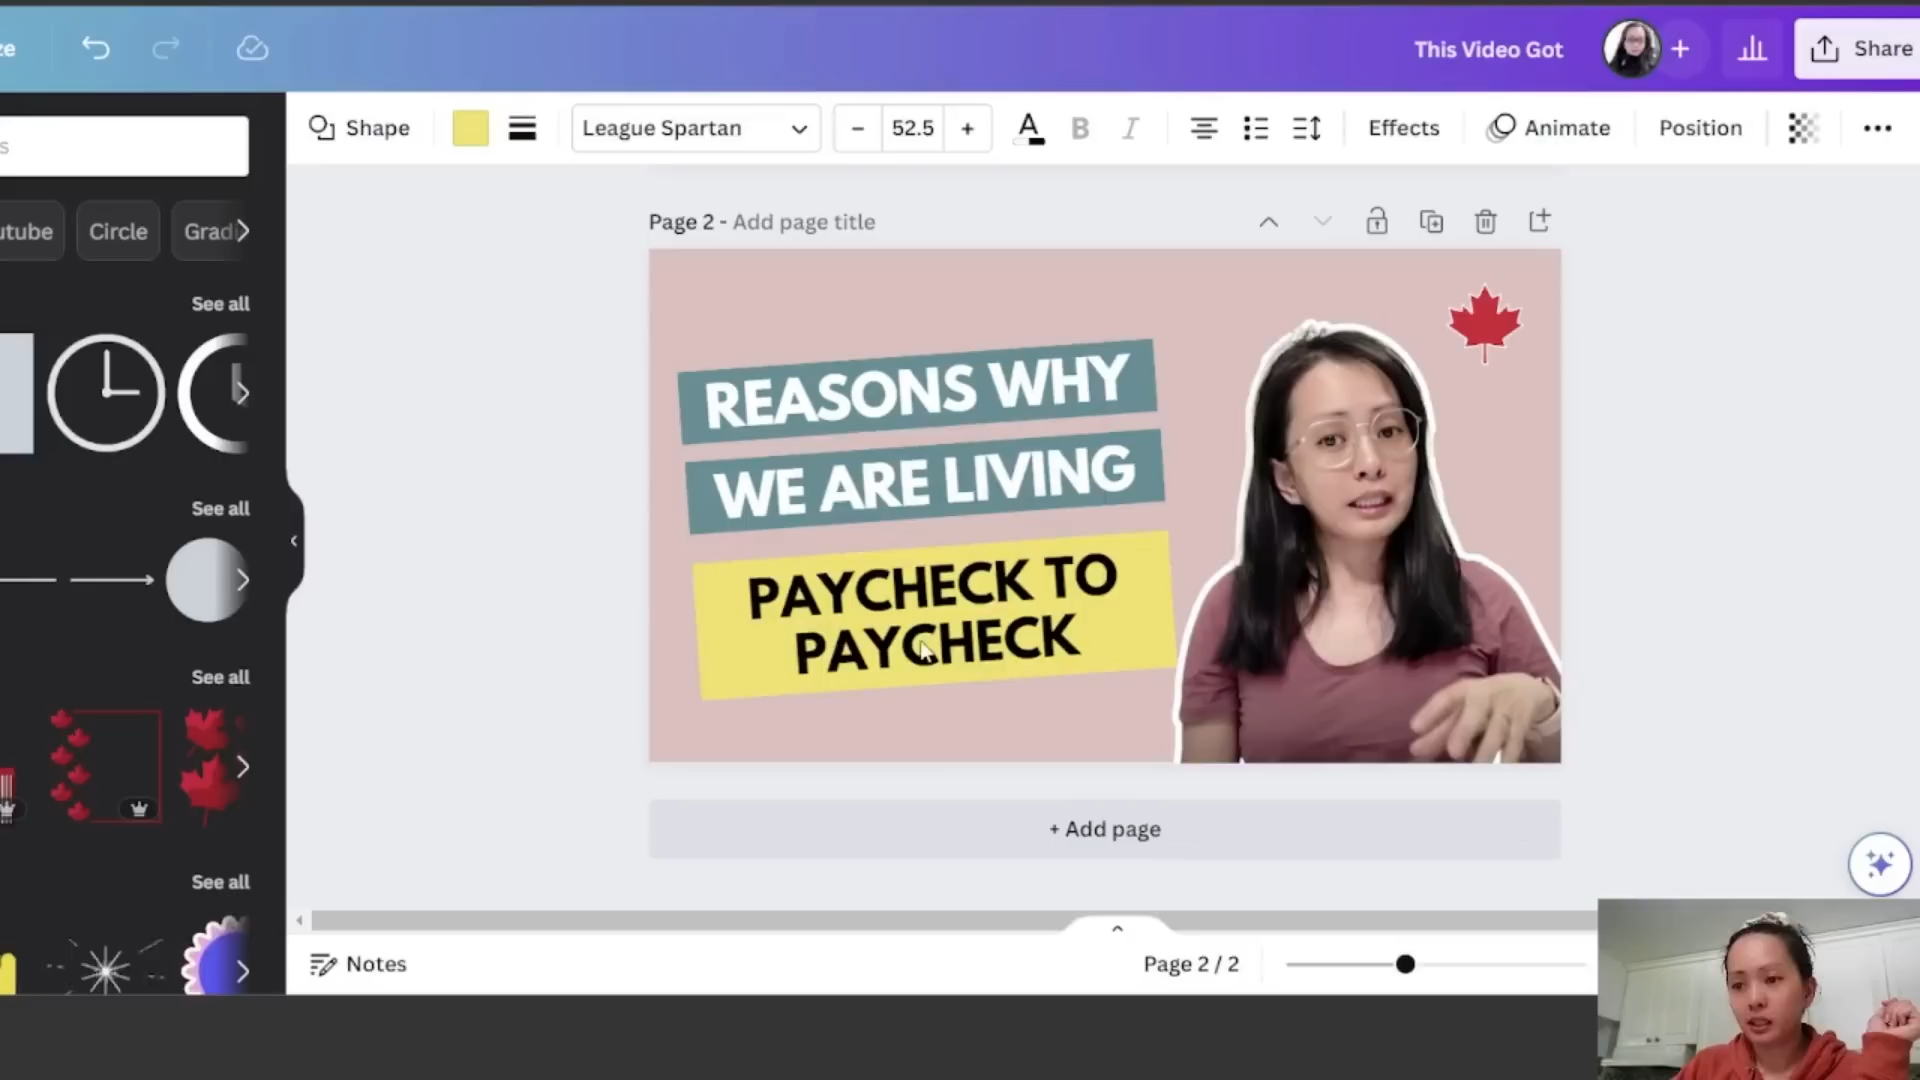 ze
This Video Got
+
Share
s
Shape
League Spartan
− 52.5 +
A B I
Effects
Animate
Position
utube
Circle
Grad
Page 2 - Add page title
See all
REASONS WHY
WE ARE LIVING
PAYCHECK TO
PAYCHECK
See all
See all
+ Add page
See all
Notes
Page 2 / 2